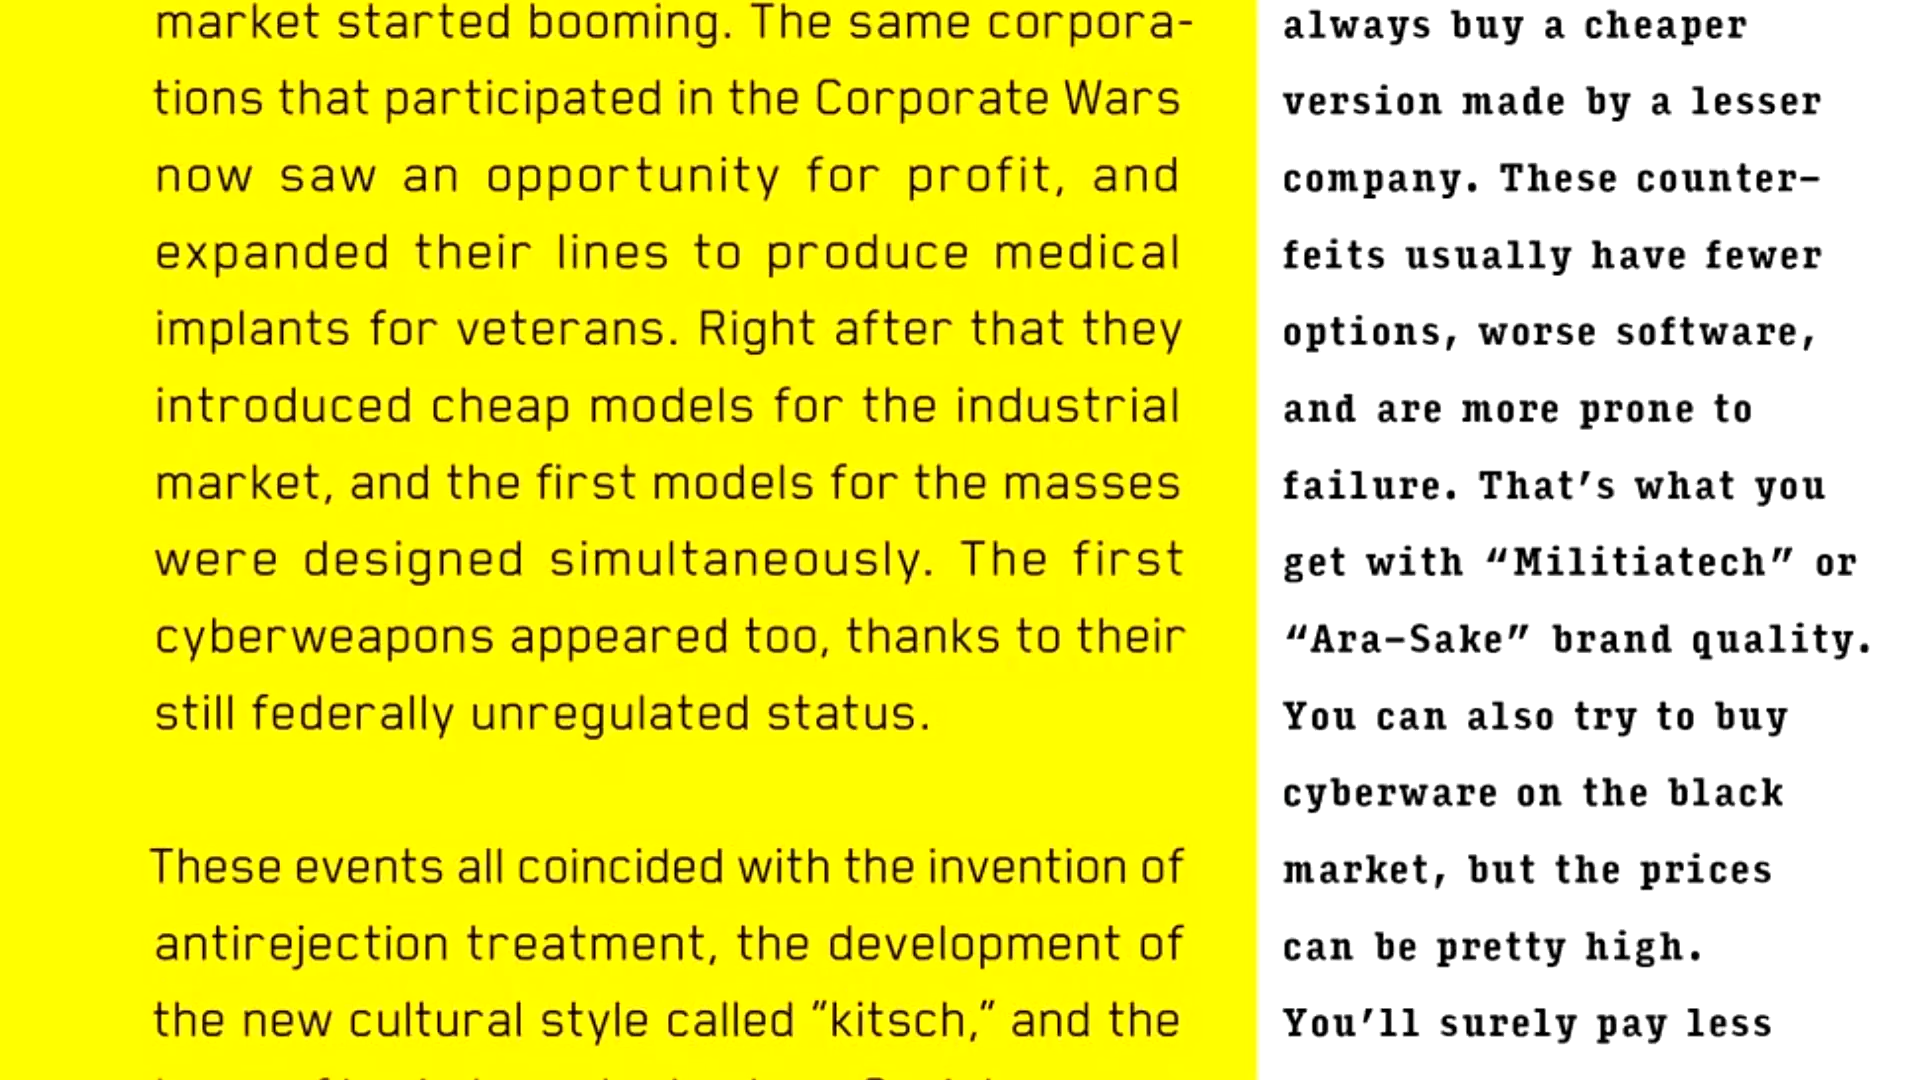 market started booming. The same corpora-
tions that participated in the Corporate Wars
now saw an opportunity for profit, and
expanded their lines to produce medical
implants for veterans. Right after that they
introduced cheap models for the industrial
market, and the first models for the masses
were designed simultaneously. The first
cyberweapons appeared too, thanks to their
still federally unregulated status.
These events all coincided with the invention of
antirejection treatment, the development of
the new cultural style called “kitsch,” and the
always buy a cheaper
version made by a lesser
company. These counter-
feits usually have fewer
options, worse software,
and are more prone to
failure. That’s what you
get with “Militiatech” or
“Ara-Sake” brand quality.
You can also try to buy
cyberware on the black
market, but the prices
can be pretty high.
You’ll surely pay less